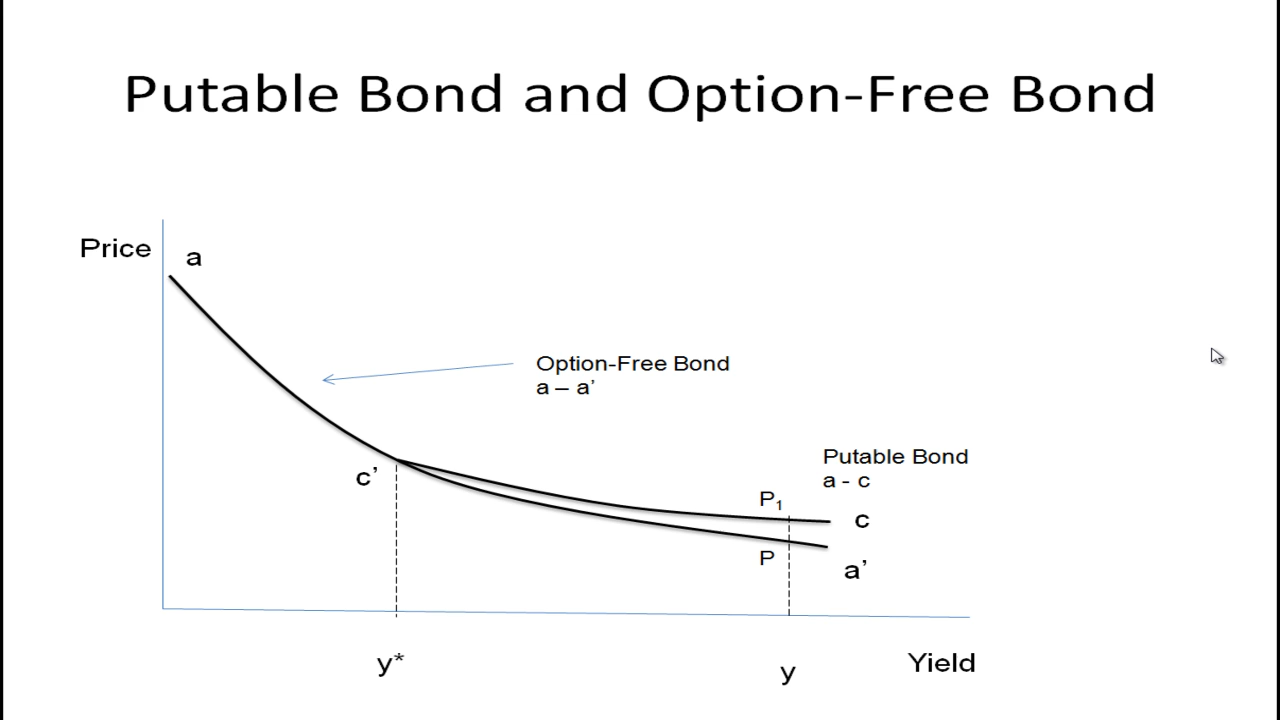 Putable Bond and Option-Free Bond
Price
a
Option-Free Bond
a – a’
Putable Bond
a - c
c’
P1
c
P
a’
y*
y
Yield